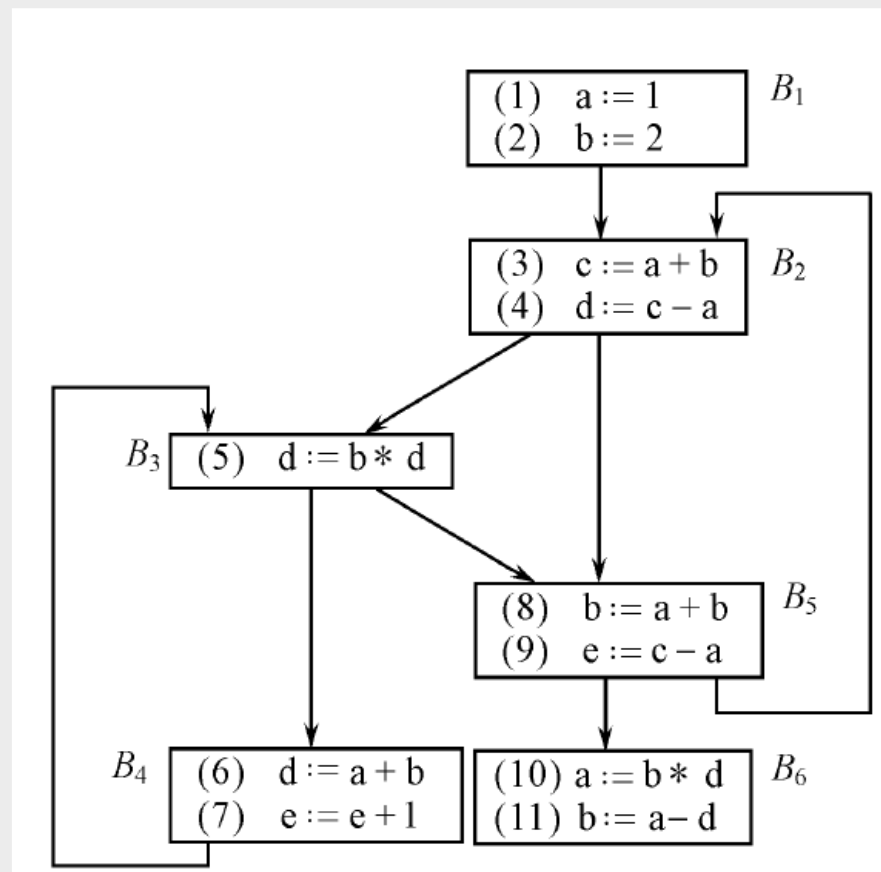 (1) a := 1
(2) b := 2
B₁
(3) c := a + b
(4) d := c − a
B₂
B₃
(5) d := b * d
(8) b := a + b
(9) e := c − a
B₅
B₄
(6) d := a + b
(7) e := e + 1
(10) a := b * d
(11) b := a − d
B₆